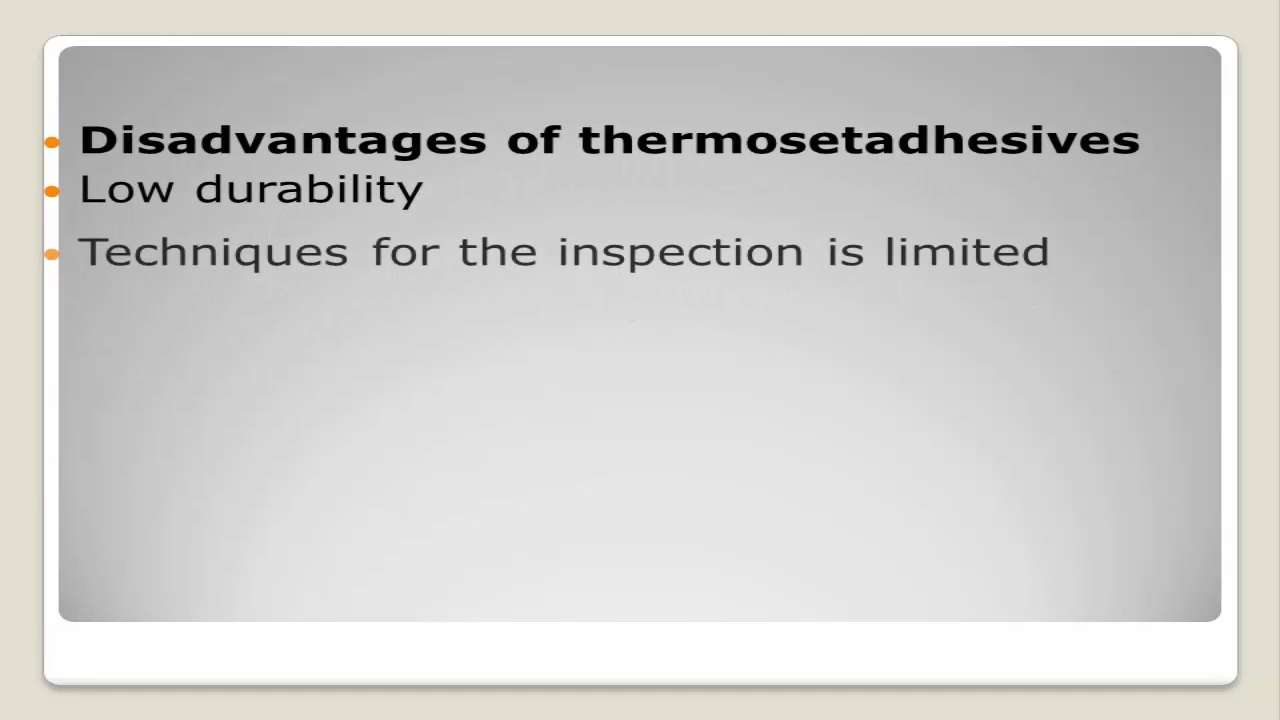 • Disadvantages of thermosetadhesives
• Low durability
• Techniques for the inspection is limited